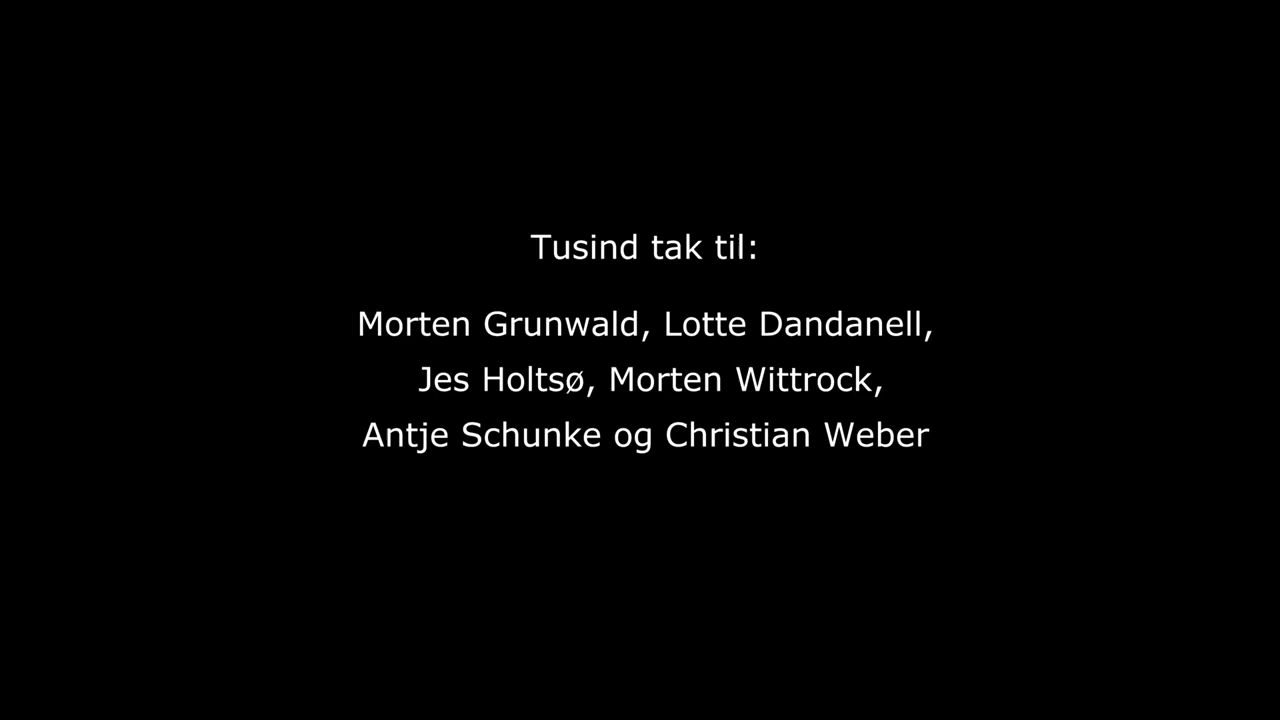 Tusind tak til:
Morten Grunwald, Lotte Dandanell,
Jes Holtsø, Morten Wittrock,
Antje Schunke og Christian Weber